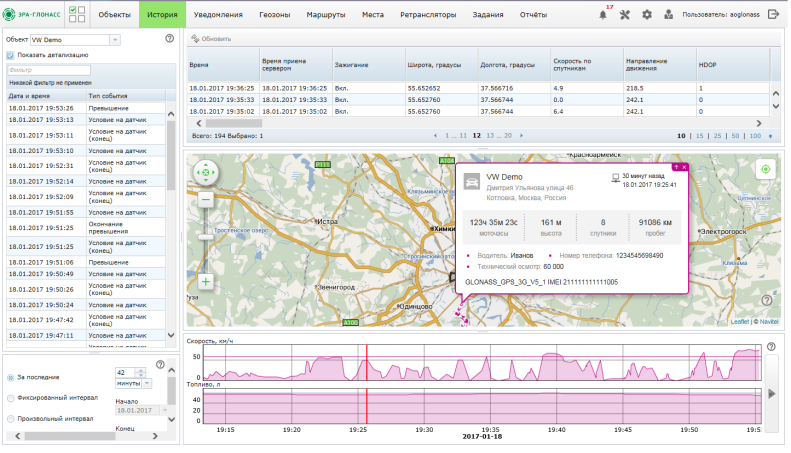 ЭРА-ГЛОНАСС
Объекты
История
Уведомления
Геозоны
Маршруты
Места
Ретрансляторы
Задания
Отчёты
17
Пользователь: aoglonass
Объект VW Demo
Показать детализацию
Фильтр
Никакой фильтр не применен
Дата и время Тип события
18.01.2017 19:53:26 Превышение
18.01.2017 19:53:13 Условие на датчик
18.01.2017 19:53:11 Условие на датчик (конец)
18.01.2017 19:53:10 Условие на датчик
18.01.2017 19:52:31 Условие на датчик (конец)
18.01.2017 19:52:14 Условие на датчик
18.01.2017 19:52:09 Условие на датчик (конец)
18.01.2017 19:51:55 Условие на датчик
18.01.2017 19:51:25 Окончание превышения
18.01.2017 19:51:25 Условие на датчик (конец)
18.01.2017 19:51:06 Превышение
18.01.2017 19:50:49 Условие на датчик
18.01.2017 19:50:26 Условие на датчик (конец)
18.01.2017 19:50:24 Условие на датчик
18.01.2017 19:47:42 Условие на датчик (конец)
18.01.2017 19:47:11 Условие на датчик
За последние
42
минуты
Фиксированный интервал
Произвольный интервал
Начало
18.01.2017
Конец
Обновить
Время Время приема сервером Зажигание Широта, градусы Долгота, градусы Скорость по спутникам Направление движения HDOP
18.01.2017 19:36:25 18.01.2017 19:36:25 Вкл. 55.652652 37.566716 4.9 218.5 1
18.01.2017 19:35:33 18.01.2017 19:35:33 Вкл. 55.652760 37.566744 0.0 242.1 0
18.01.2017 19:35:02 18.01.2017 19:35:02 Вкл. 55.652760 37.566744 6.4 242.1 0
Всего: 194 Выбрано: 1
1 ... 11 12 13 ... 20
10 | 15 | 25 | 50 | 100
Красноармейск
Р111
А104
Клязьминское
Истра
Тростенское озеро
Химки
Звенигород
Одинцово
А100
Электрогорск
Клязьма
VW Demo
Дмитрия Ульянова улица 46
Котловка, Москва, Россия
30 минут назад
18.01.2017 19:25:41
123ч 35м 23с
моточасы
161 м
высота
8
спутники
91086 км
пробег
Водитель: Иванов
Номер телефона: 1234545698490
Технический осмотр: 60 000
GLONASS_GPS_3G_V5_1 IMEI 2111111111111005
Leaflet | © Navitel
Скорость, км/ч
50
0
Топливо, л
40
20
0
19:15 19:20 19:25 19:30 19:35 19:40 19:45 19:50 19:5
2017-01-18